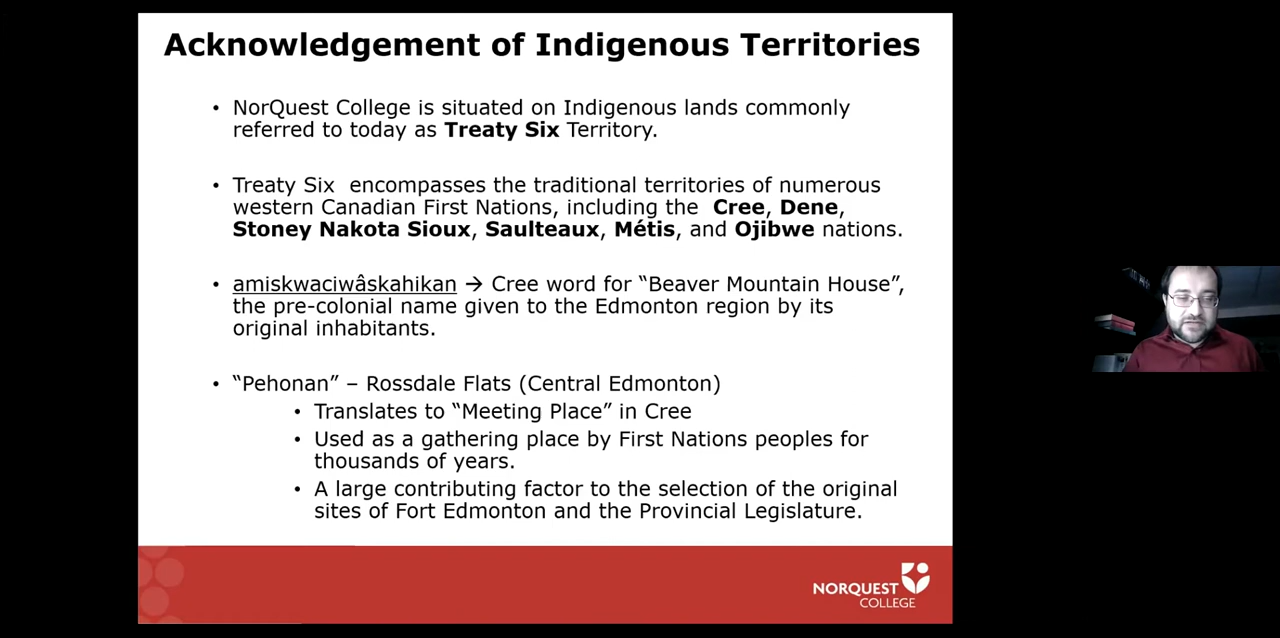 Acknowledgement of Indigenous Territories
• NorQuest College is situated on Indigenous lands commonly
referred to today as Treaty Six Territory.
• Treaty Six  encompasses the traditional territories of numerous
western Canadian First Nations, including the  Cree, Dene,
Stoney Nakota Sioux, Saulteaux, Métis, and Ojibwe nations.
• amiskwaciwâskahikan → Cree word for “Beaver Mountain House”,
the pre-colonial name given to the Edmonton region by its
original inhabitants.
• “Pehonan” – Rossdale Flats (Central Edmonton)
• Translates to “Meeting Place” in Cree
• Used as a gathering place by First Nations peoples for
thousands of years.
• A large contributing factor to the selection of the original
sites of Fort Edmonton and the Provincial Legislature.
NORQUEST
COLLEGE